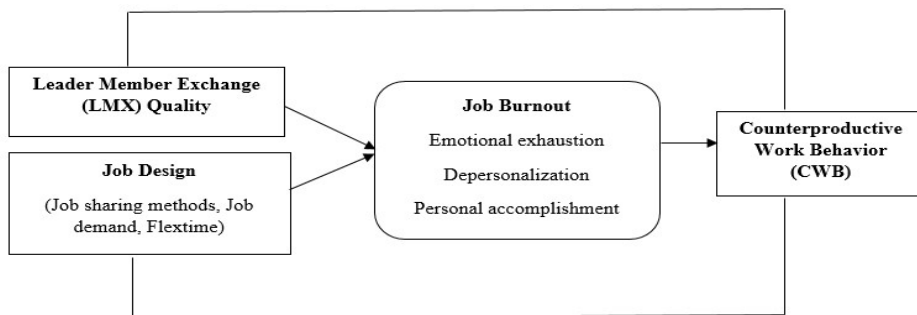 Leader Member Exchange
(LMX) Quality
Job Design
(Job sharing methods, Job
demand, Flextime)
Job Burnout
Emotional exhaustion
Depersonalization
Personal accomplishment
Counterproductive
Work Behavior
(CWB)